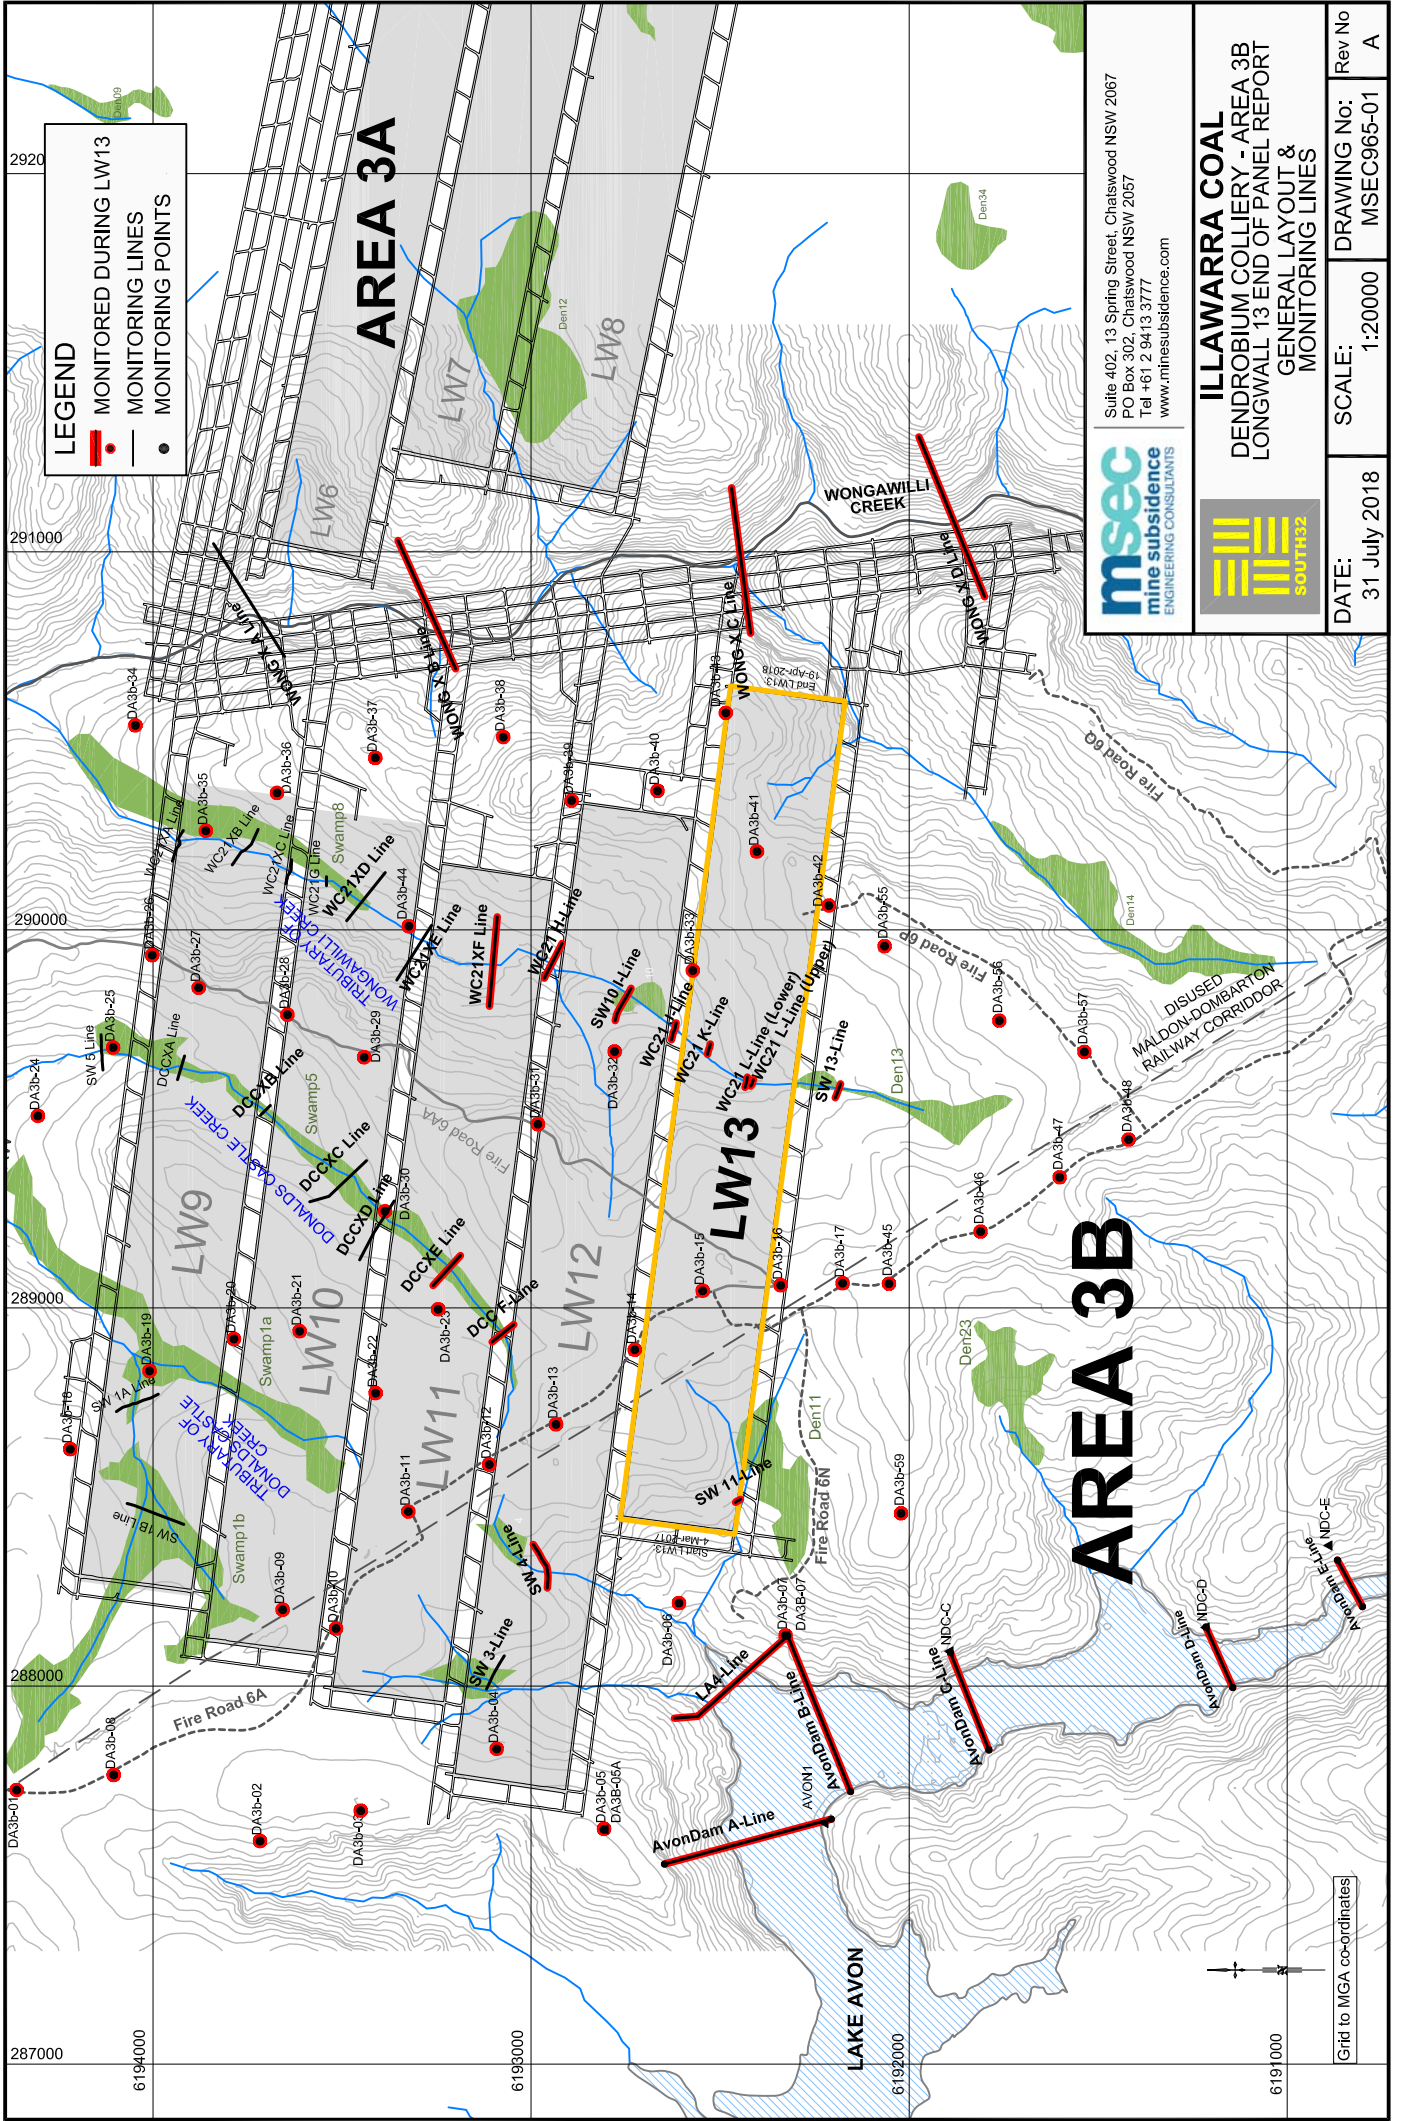 LEGEND
MONITORED DURING LW13
MONITORING LINES
MONITORING POINTS
292000
291000
290000
289000
288000
287000
6194000
6193000
6192000
6191000
AREA 3A
AREA 3B
LW6
LW7
LW8
LW9
LW10
LW11
LW12
LW13
Den09
Den12
Den34
Den14
Den13
Den11
Den23
Swamp8
Swamp5
Swamp1a
Swamp1b
WONG X A Line
WONG X B Line
WONG X C Line
WONG X D Line
WONGAWILLI
CREEK
TRIBUTARY OF
WONGAWILLI CREEK
DONALDS CASTLE CREEK
TRIBUTARY OF
DONALDS CASTLE
CREEK
WC21XA Line
WC21XB Line
WC21XC Line
WC21G Line
WC21XD Line
WC21XE Line
WC21XF Line
WC21 H-Line
SW10 I-Line
WC21 J-Line
WC21 K-Line
WC21 L-Line (Lower)
WC21 L-Line (Upper)
SW 13-Line
SW 5 Line
DCCXA Line
DCCXB Line
DCCXC Line
DCCXD Line
DCCXE Line
DCC F-Line
SW 1A Line
SW 1B Line
SW 3-Line
SW 4-Line
SW 11-Line
LA4-Line
AvonDam A-Line
AvonDam B-Line
AvonDam C-Line
AvonDam D-Line
AvonDam E-Line
AVON1
NDC-C
NDC-D
NDC-E
DA3b-01
DA3b-02
DA3b-03
DA3b-04
DA3b-05
DA3B-05A
DA3b-06
DA3b-07
DA3B-07
DA3b-08
DA3b-09
DA3b-10
DA3b-11
DA3b-12
DA3b-13
DA3b-14
DA3b-15
DA3b-16
DA3b-17
DA3b-18
DA3b-19
DA3b-20
DA3b-21
DA3b-22
DA3b-23
DA3b-24
DA3b-25
DA3b-26
DA3b-27
DA3b-28
DA3b-29
DA3b-30
DA3b-31
DA3b-32
DA3b-33
DA3b-34
DA3b-35
DA3b-36
DA3b-37
DA3b-38
DA3b-39
DA3b-40
DA3b-41
DA3b-42
DA3b-43
DA3b-44
DA3b-45
DA3b-46
DA3b-47
DA3b-48
DA3b-55
DA3b-56
DA3b-57
DA3b-59
End LW13:
19-Apr-2018
Start LW13:
4-Mar-2017
Fire Road 6A
Fire Road 6AA
Fire Road 6N
Fire Road 6P
Fire Road 6Q
DISUSED
MALDON-DOMBARTON
RAILWAY CORRIDDOR
LAKE AVON
N
Grid to MGA co-ordinates
msec
mine subsidence
ENGINEERING CONSULTANTS
Suite 402, 13 Spring Street, Chatswood NSW 2067
PO Box 302, Chatswood NSW 2057
Tel +61 2 9413 3777
www.minesubsidence.com
SOUTH32
ILLAWARRA COAL
DENDROBIUM COLLIERY - AREA 3B
LONGWALL 13 END OF PANEL REPORT
GENERAL LAYOUT &
MONITORING LINES
DATE:
31 July 2018
SCALE:
1:20000
DRAWING No:
MSEC965-01
Rev No
A